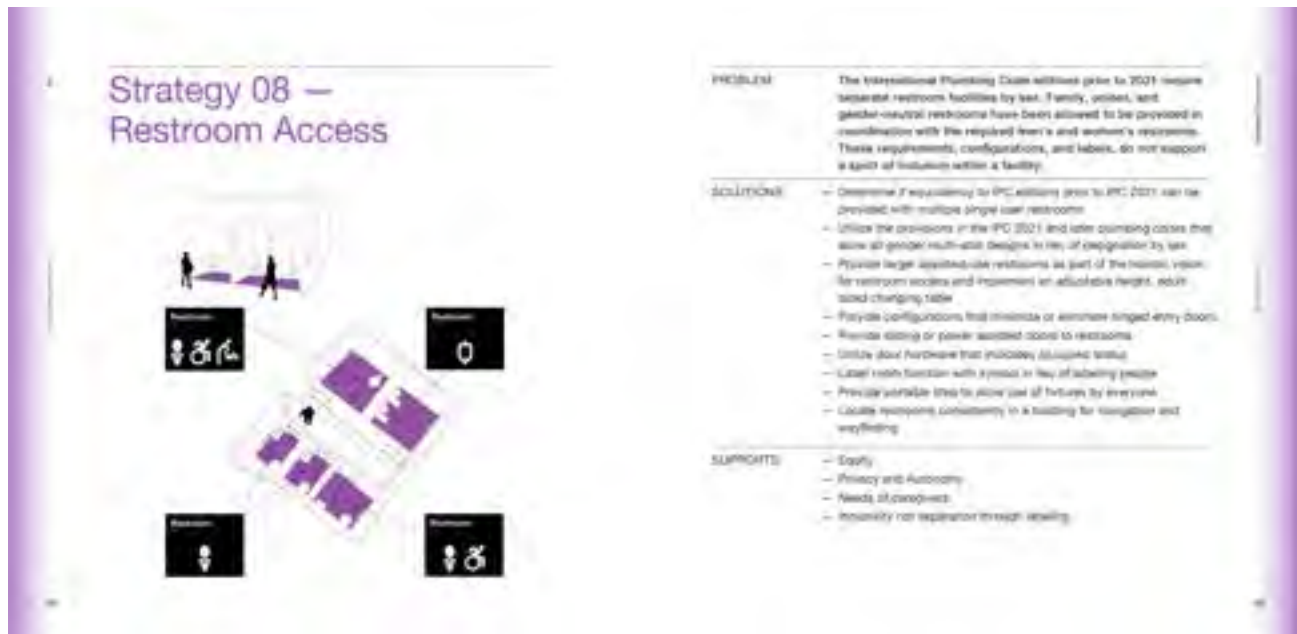 Strategy 08 —
Restroom Access
Restroom
Restroom
Restroom
Restroom
PROBLEM
The International Plumbing Code editions prior to 2021 require
separate restroom facilities by sex. Family, unisex, and
gender-neutral restrooms have been allowed to be provided in
coordination with the required men's and women's restrooms.
These requirements, configurations, and labels, do not support
a spirit of inclusion within a facility.
SOLUTIONS
— Determine if equivalency to IPC editions prior to IPC 2021 can be
provided with multiple single user restrooms
— Utilize the provisions in the IPC 2021 and later plumbing codes that
allow all gender multi-stall designs in lieu of designation by sex
— Provide larger assisted-use restrooms as part of the holistic vision
for restroom access and implement an adjustable height, adult
sized changing table
— Provide configurations that minimize or eliminate hinged entry doors
— Provide sliding or power assisted doors to restrooms
— Utilize door hardware that indicates occupied status
— Label room function with symbol in lieu of labeling people
— Provide portable step to allow use of fixtures by everyone
— Locate restrooms consistently in a building for navigation and
wayfinding
SUPPORTS
— Equity
— Privacy and Autonomy
— Needs of caregivers
— not separation through labeling